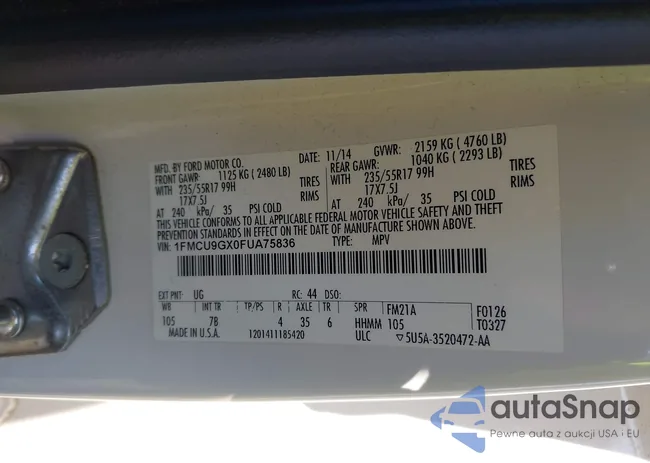 MFD. BY FORD MOTOR CO.
DATE: 11/14 GVWR: 2159 KG ( 4760 LB)
FRONT GAWR: 1125 KG ( 2480 LB) REAR GAWR: 1040 KG ( 2293 LB)
WITH 235/55R17 99H TIRES WITH 235/55R17 99H TIRES
17X7.5J RIMS 17X7.5J RIMS
AT 240 kPa/ 35 PSI COLD AT 240 kPa/ 35 PSI COLD
THIS VEHICLE CONFORMS TO ALL APPLICABLE FEDERAL MOTOR VEHICLE SAFETY AND THEFT
PREVENTION STANDARDS IN EFFECT ON THE DATE OF MANUFACTURE SHOWN ABOVE.
VIN: 1FMCU9GX0FUA75836 TYPE: MPV
EXT PNT: UG RC: 44 DSO:
WB INT TR TP/PS R AXLE TR SPR FM21A F0126
105 7B 4 35 6 HHMM 105 T0327
MADE IN U.S.A. 1201411185420 ULC ▽5U5A-3520472-AA
autaSnap
Pewne auta z aukcji USA i EU